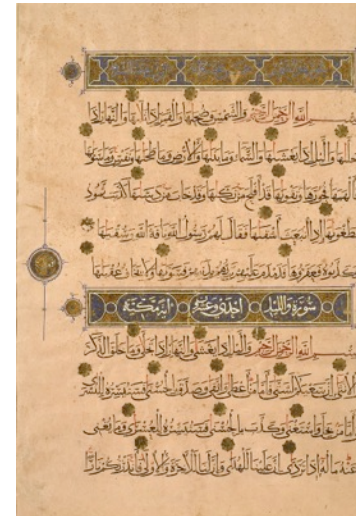 بسم الله الرحمن الرحيم والشمس وضحيها والقمر اذا تليها والنهار اذا
جليها والليل اذا يغشيها والسماء وما بنيها والارض وما طحيها ونفس وما سويها
فالهمها فجورها وتقويها قد افلح من زكيها وقد خاب من دسيها كذبت ثمود
بطغويها اذ انبعث اشقيها فقال لهم رسول الله ناقة الله وسقيها
فكذبوه فعقروها فدمدم عليهم ربهم بذنبهم فسويها ولا يخاف عقبيها
سورة والليل احدى وعشرون اية مكية
بسم الله الرحمن الرحيم والليل اذا يغشى والنهار اذا تجلى وما خلق الذكر
والانثى ان سعيكم لشتى فاما من اعطى واتقى وصدق بالحسنى فسنيسره لليسرى
واما من بخل واستغنى وكذب بالحسنى فسنيسره للعسرى وما يغنى
عنه ماله اذا تردى ان علينا للهدى وان لنا للاخرة والاولى فانذرتكم نارا